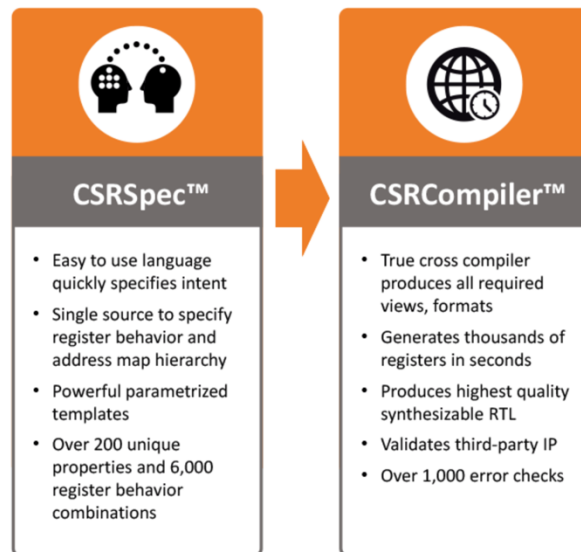 CSRSpec™
• Easy to use language
quickly specifies intent
• Single source to specify
register behavior and
address map hierarchy
• Powerful parametrized
templates
• Over 200 unique
properties and 6,000
register behavior
combinations
CSRCompiler™
• True cross compiler
produces all required
views, formats
• Generates thousands of
registers in seconds
• Produces highest quality
synthesizable RTL
• Validates third-party IP
• Over 1,000 error checks